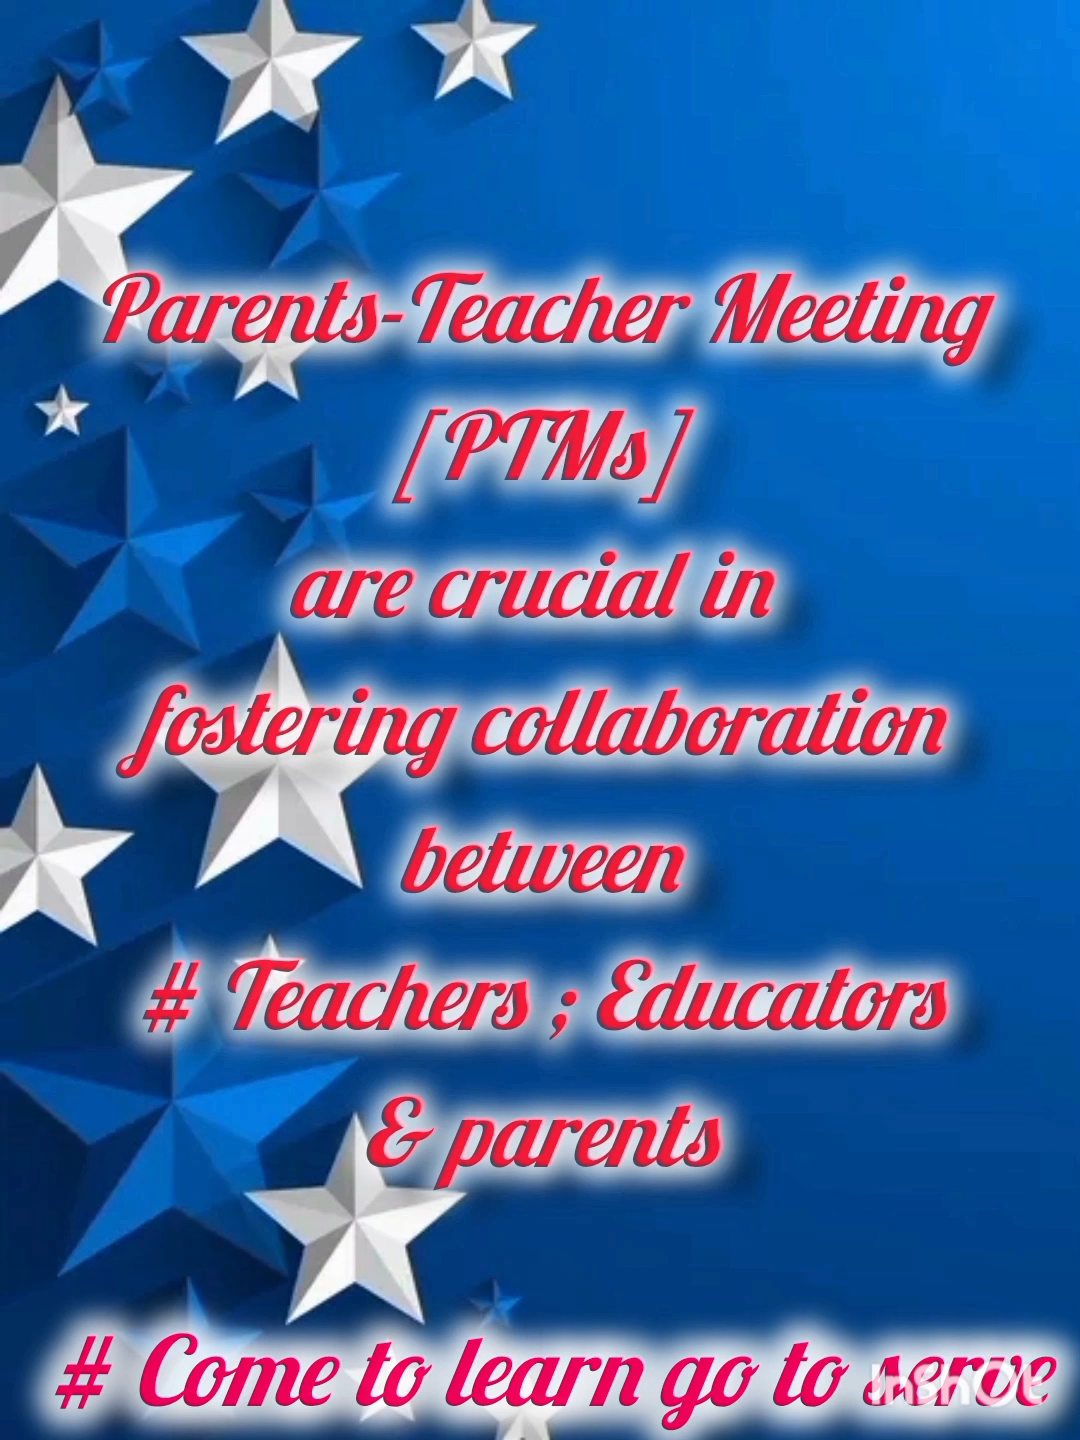 Parents-Teacher Meeting
[PTMs]
are crucial in
fostering collaboration
between
# Teachers ; Educators
& parents
# Come to learn go to serve
InShOt